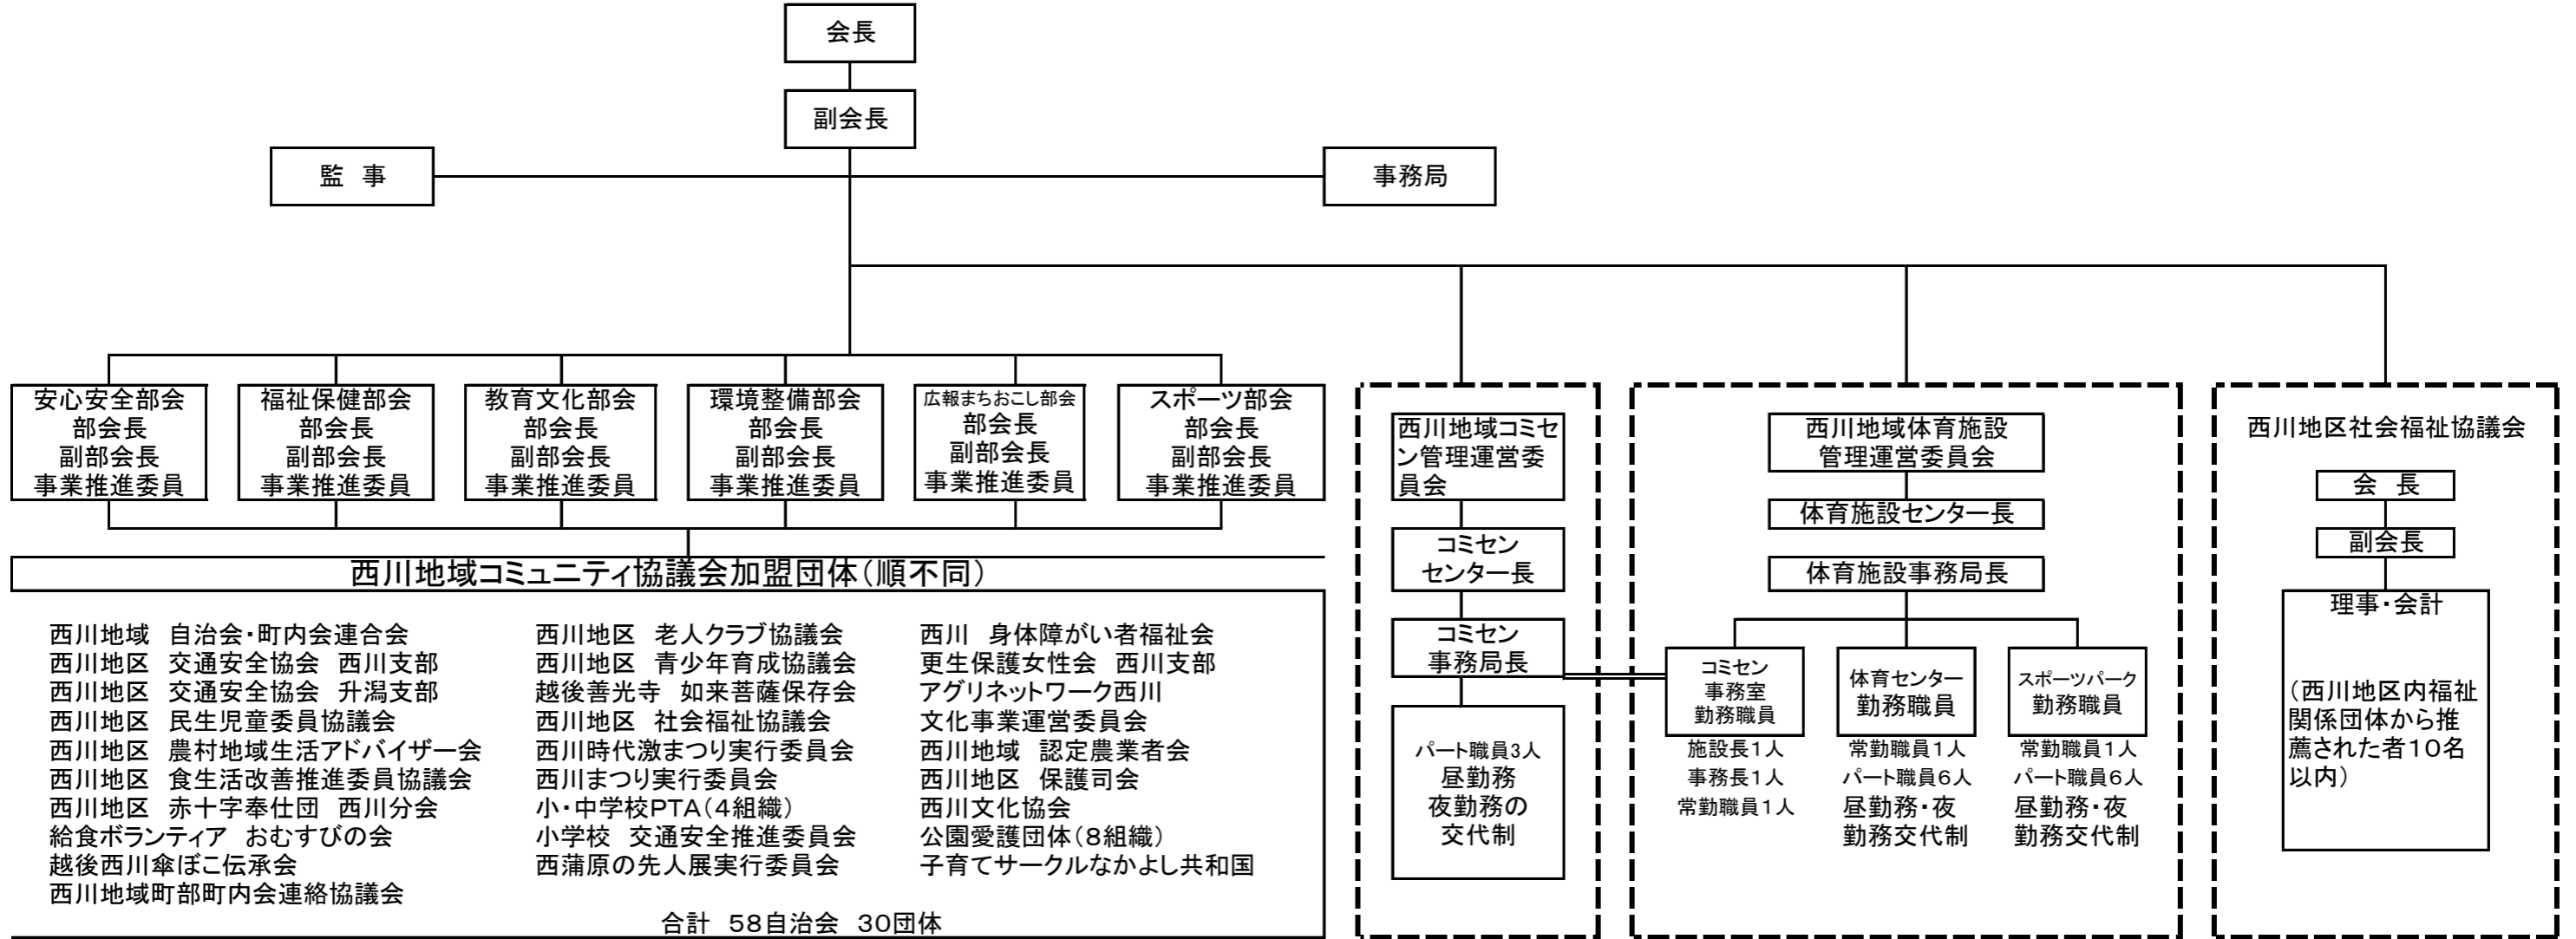 会長
副会長
監　事
事務局
安心安全部会
部会長
副部会長
事業推進委員
福祉保健部会
部会長
副部会長
事業推進委員
教育文化部会
部会長
副部会長
事業推進委員
環境整備部会
部会長
副部会長
事業推進委員
広報まちおこし部会
部会長
副部会長
事業推進委員
スポーツ部会
部会長
副部会長
事業推進委員
西川地域コミュニティ協議会加盟団体（順不同）
西川地域　自治会・町内会連合会
西川地区　交通安全協会　西川支部
西川地区　交通安全協会　升潟支部
西川地区　民生児童委員協議会
西川地区　農村地域生活アドバイザー会
西川地区　食生活改善推進委員協議会
西川地区　赤十字奉仕団　西川分会
給食ボランティア　おむすびの会
越後西川傘ぼこ伝承会
西川地域町部町内会連絡協議会
西川地区　老人クラブ協議会
西川地区　青少年育成協議会
越後善光寺　如来菩薩保存会
西川地区　社会福祉協議会
西川時代激まつり実行委員会
西川まつり実行委員会
小・中学校PTA（4組織）
小学校　交通安全推進委員会
西蒲原の先人展実行委員会
西川　身体障がい者福祉会
更生保護女性会　西川支部
アグリネットワーク西川
文化事業運営委員会
西川地域　認定農業者会
西川地区　保護司会
西川文化協会
公園愛護団体（8組織）
子育てサークルなかよし共和国
合計　58自治会　30団体
西川地域コミセ
ン管理運営委
員会
コミセン
センター長
コミセン
事務局長
パート職員3人
昼勤務
夜勤務の
交代制
西川地域体育施設
管理運営委員会
体育施設センター長
体育施設事務局長
コミセン
事務室
勤務職員
施設長1人
事務長1人
常勤職員1人
体育センター
勤務職員
常勤職員1人
パート職員6人
昼勤務・夜
勤務交代制
スポーツパーク
勤務職員
常勤職員1人
パート職員6人
昼勤務・夜
勤務交代制
西川地区社会福祉協議会
会　長
副会長
理事・会計
（西川地区内福祉
関係団体から推
薦された者10名
以内）